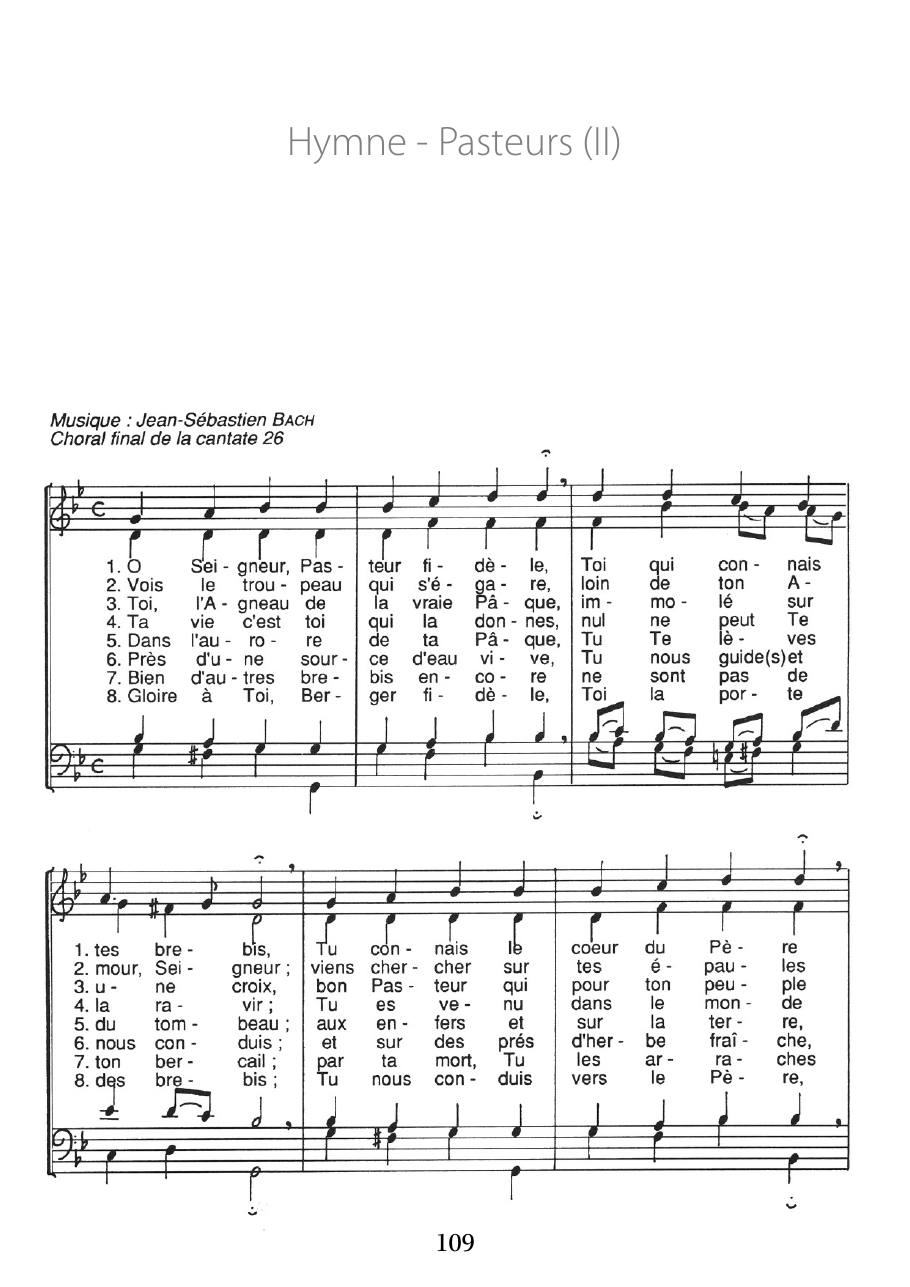 Hymne - Pasteurs (II)
Musique : Jean-Sébastien BACH
Choral final de la cantate 26
1. O Sei - gneur, Pas - teur fi - dè - le, Toi qui con - nais
2. Vois le trou - peau qui s'é - ga - re, loin de ton A -
3. Toi, l'A - gneau de la vraie Pâ - que, im - mo - lé sur
4. Ta vie c'est toi qui la don - nes, nul ne peut Te
5. Dans l'au - ro - re de ta Pâ - que, Tu Te lè - ves
6. Près d'u - ne sour - ce d'eau vi - ve, Tu nous guide(s)et
7. Bien d'au - tres bre - bis en - co - re ne sont pas de
8. Gloire à Toi, Ber - ger fi - dè - le, Toi la por - te
1. tes bre - bis, Tu con - nais le coeur du Pè - re
2. mour, Sei - gneur ; viens cher - cher sur tes é - pau - les
3. u - ne croix, bon Pas - teur qui pour ton peu - ple
4. la ra - vir ; Tu es ve - nu dans le mon - de
5. du tom - beau ; aux en - fers et sur la ter - re,
6. nous con - duis ; et sur des prés d'her - be fraî - che,
7. ton ber - cail ; par ta mort, Tu les ar - ra - ches
8. des bre - bis ; Tu nous con - duis vers le Pè - re,
109